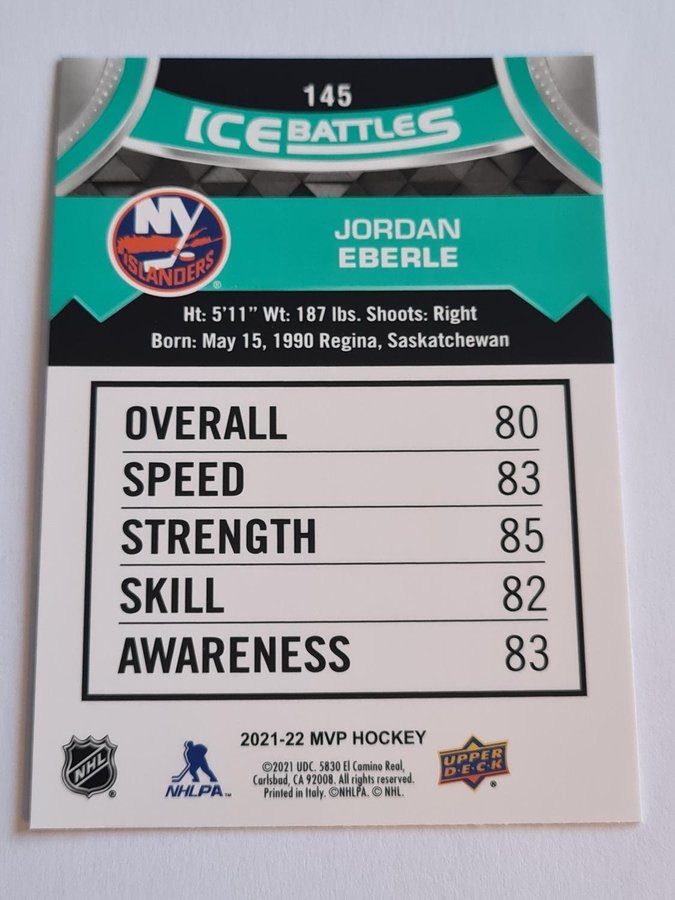 145
ICE BATTLES
NY
ISLANDERS
®
JORDAN
EBERLE
Ht: 5'11" Wt: 187 lbs. Shoots: Right
Born: May 15, 1990 Regina, Saskatchewan
OVERALL 80
SPEED 83
STRENGTH 85
SKILL 82
AWARENESS 83
2021-22 MVP HOCKEY
©2021 UDC. 5830 El Camino Real,
Carlsbad, CA 92008. All rights reserved.
Printed in Italy. ©NHLPA. © NHL.
NHL ®
NHLPA™
UPPER
D·E·C·K
®